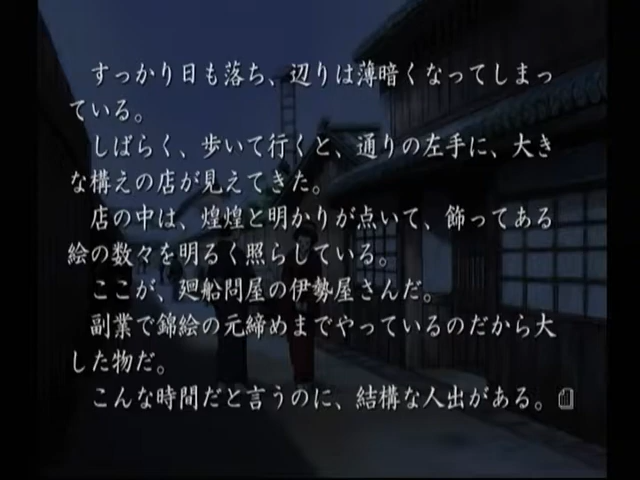 すっかり日も落ち、辺りは薄暗くなってしまっ
ている。
しばらく、歩いて行くと、通りの左手に、大き
な構えの店が見えてきた。
店の中は、煌煌と明かりが点いて、飾ってある
絵の数々を明るく照らしている。
ここが、廻船問屋の伊勢屋さんだ。
副業で錦絵の元締めまでやっているのだから大
した物だ。
こんな時間だと言うのに、結構な人出がある。